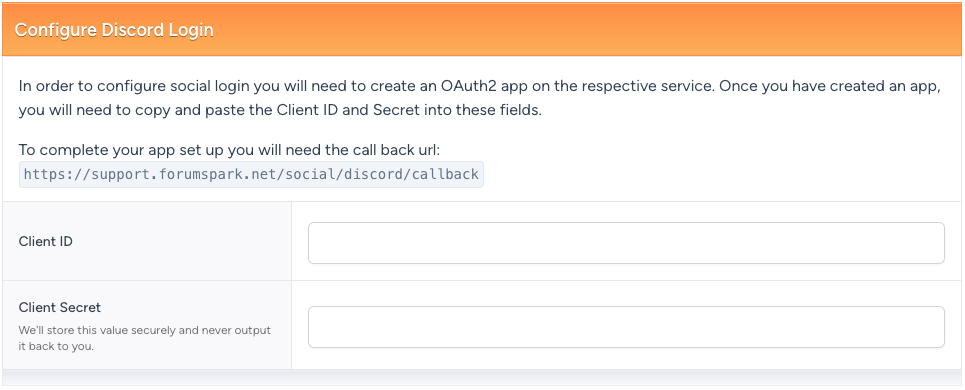 Configure Discord Login
In order to configure social login you will need to create an OAuth2 app on the respective service. Once you have created an app,
you will need to copy and paste the Client ID and Secret into these fields.
To complete your app set up you will need the call back url:
https://support.forumspark.net/social/discord/callback
Client ID
Client Secret
We'll store this value securely and never output
it back to you.